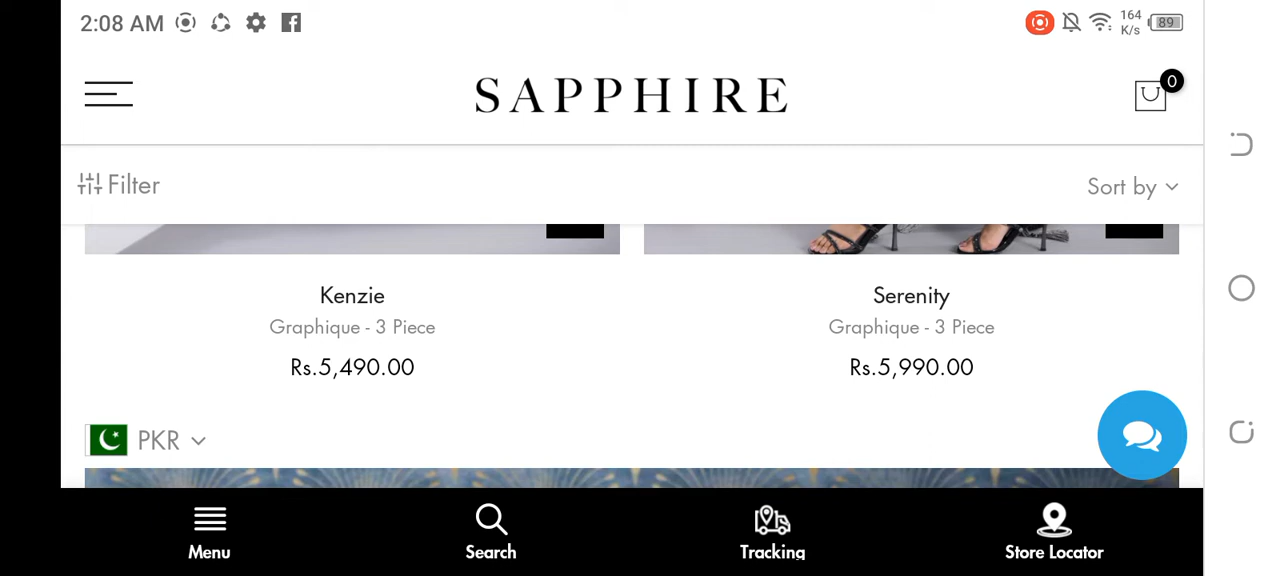 2:08 AM
164
K/s
89
SAPPHIRE
0
Filter
Sort by
Kenzie
Serenity
Graphique - 3 Piece
Graphique - 3 Piece
Rs.5,490.00
Rs.5,990.00
PKR
Menu
Search
Tracking
Store Locator